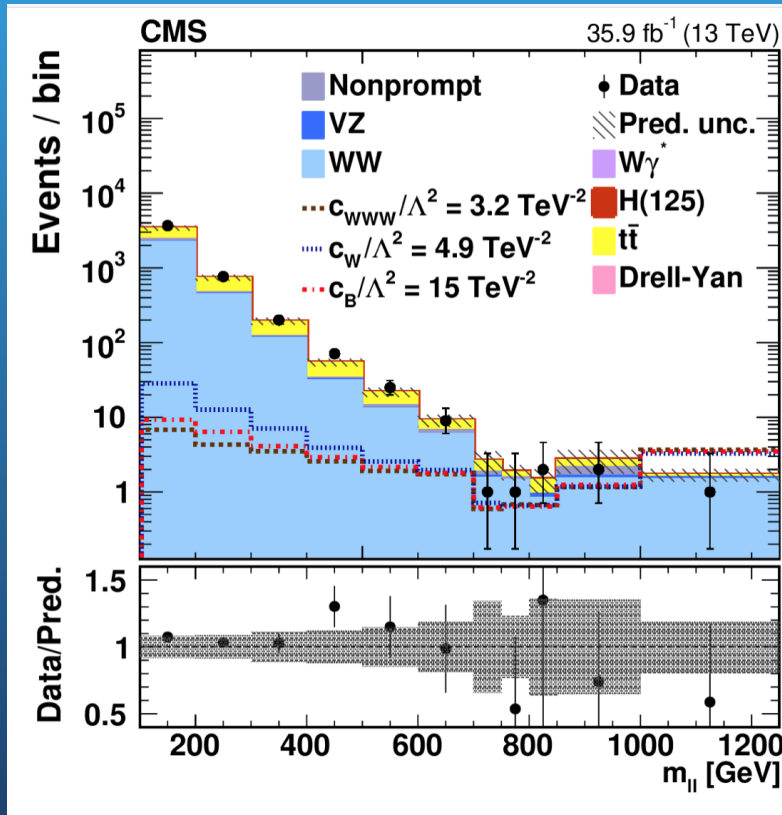 CMS 35.9 fb⁻¹ (13 TeV)
Events / bin
10⁵
10⁴
10³
10²
10
1
Nonprompt
VZ
WW
c_WWW/Λ² = 3.2 TeV⁻²
c_W/Λ² = 4.9 TeV⁻²
c_B/Λ² = 15 TeV⁻²
Data
Pred. unc.
Wγ*
H(125)
tt̄
Drell-Yan
Data/Pred.
1.5
1
0.5
200 400 600 800 1000 1200
m_ll [GeV]